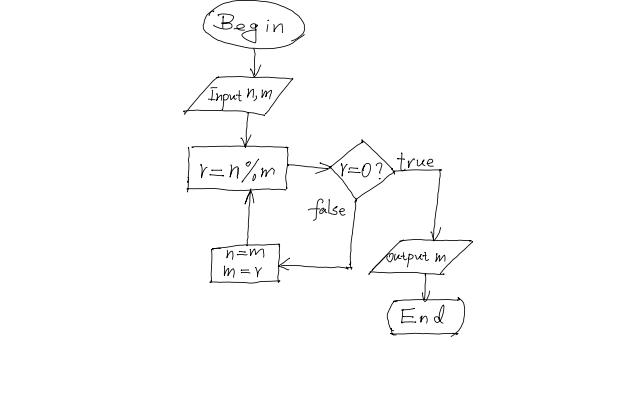 Begin
Input n, m
r=n%m
r=0?
true
false
n=m
m=r
output m
End